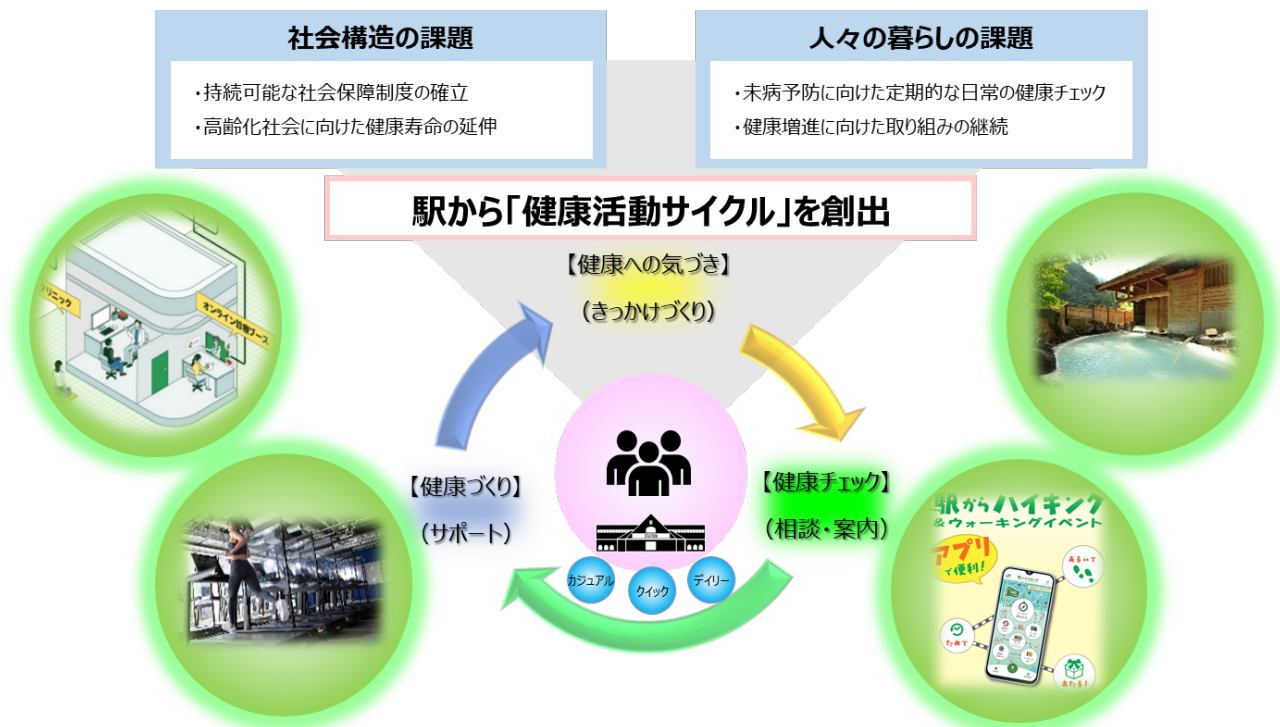 社会構造の課題
・持続可能な社会保障制度の確立
・高齢化社会に向けた健康寿命の延伸
人々の暮らしの課題
・未病予防に向けた定期的な日常の健康チェック
・健康増進に向けた取り組みの継続
駅から「健康活動サイクル」を創出
【健康への気づき】
(きっかけづくり)
クリニック
オンライン診療ブース
【健康づくり】
(サポート)
【健康チェック】
(相談・案内)
STATION
カジュアル
クイック
デイリー
駅からハイキング
&ウォーキングイベント
アプリ
で便利!
あるいて
ためて
あたる!